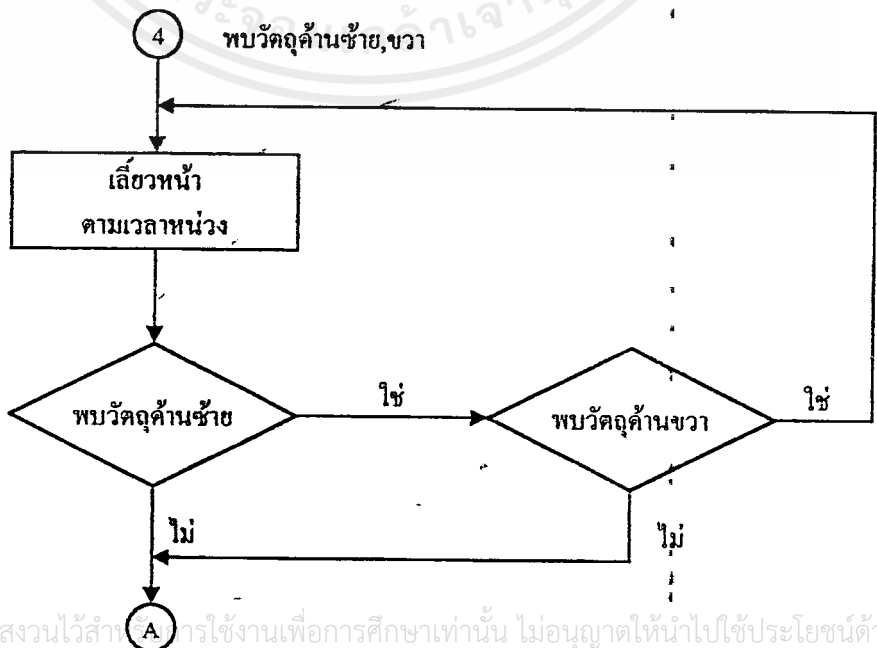 4 พบวัตถุด้านซ้าย,ขวา
เลี้ยวหน้า
ตามเวลาหน่วง
พบวัตถุด้านซ้าย
ใช่
พบวัตถุด้านขวา
ใช่
ไม่
ไม่
A
สงวนไว้สำหรับการใช้งานเพื่อการศึกษาเท่านั้น ไม่อนุญาตให้นำไปใช้ประโยชน์ด้า